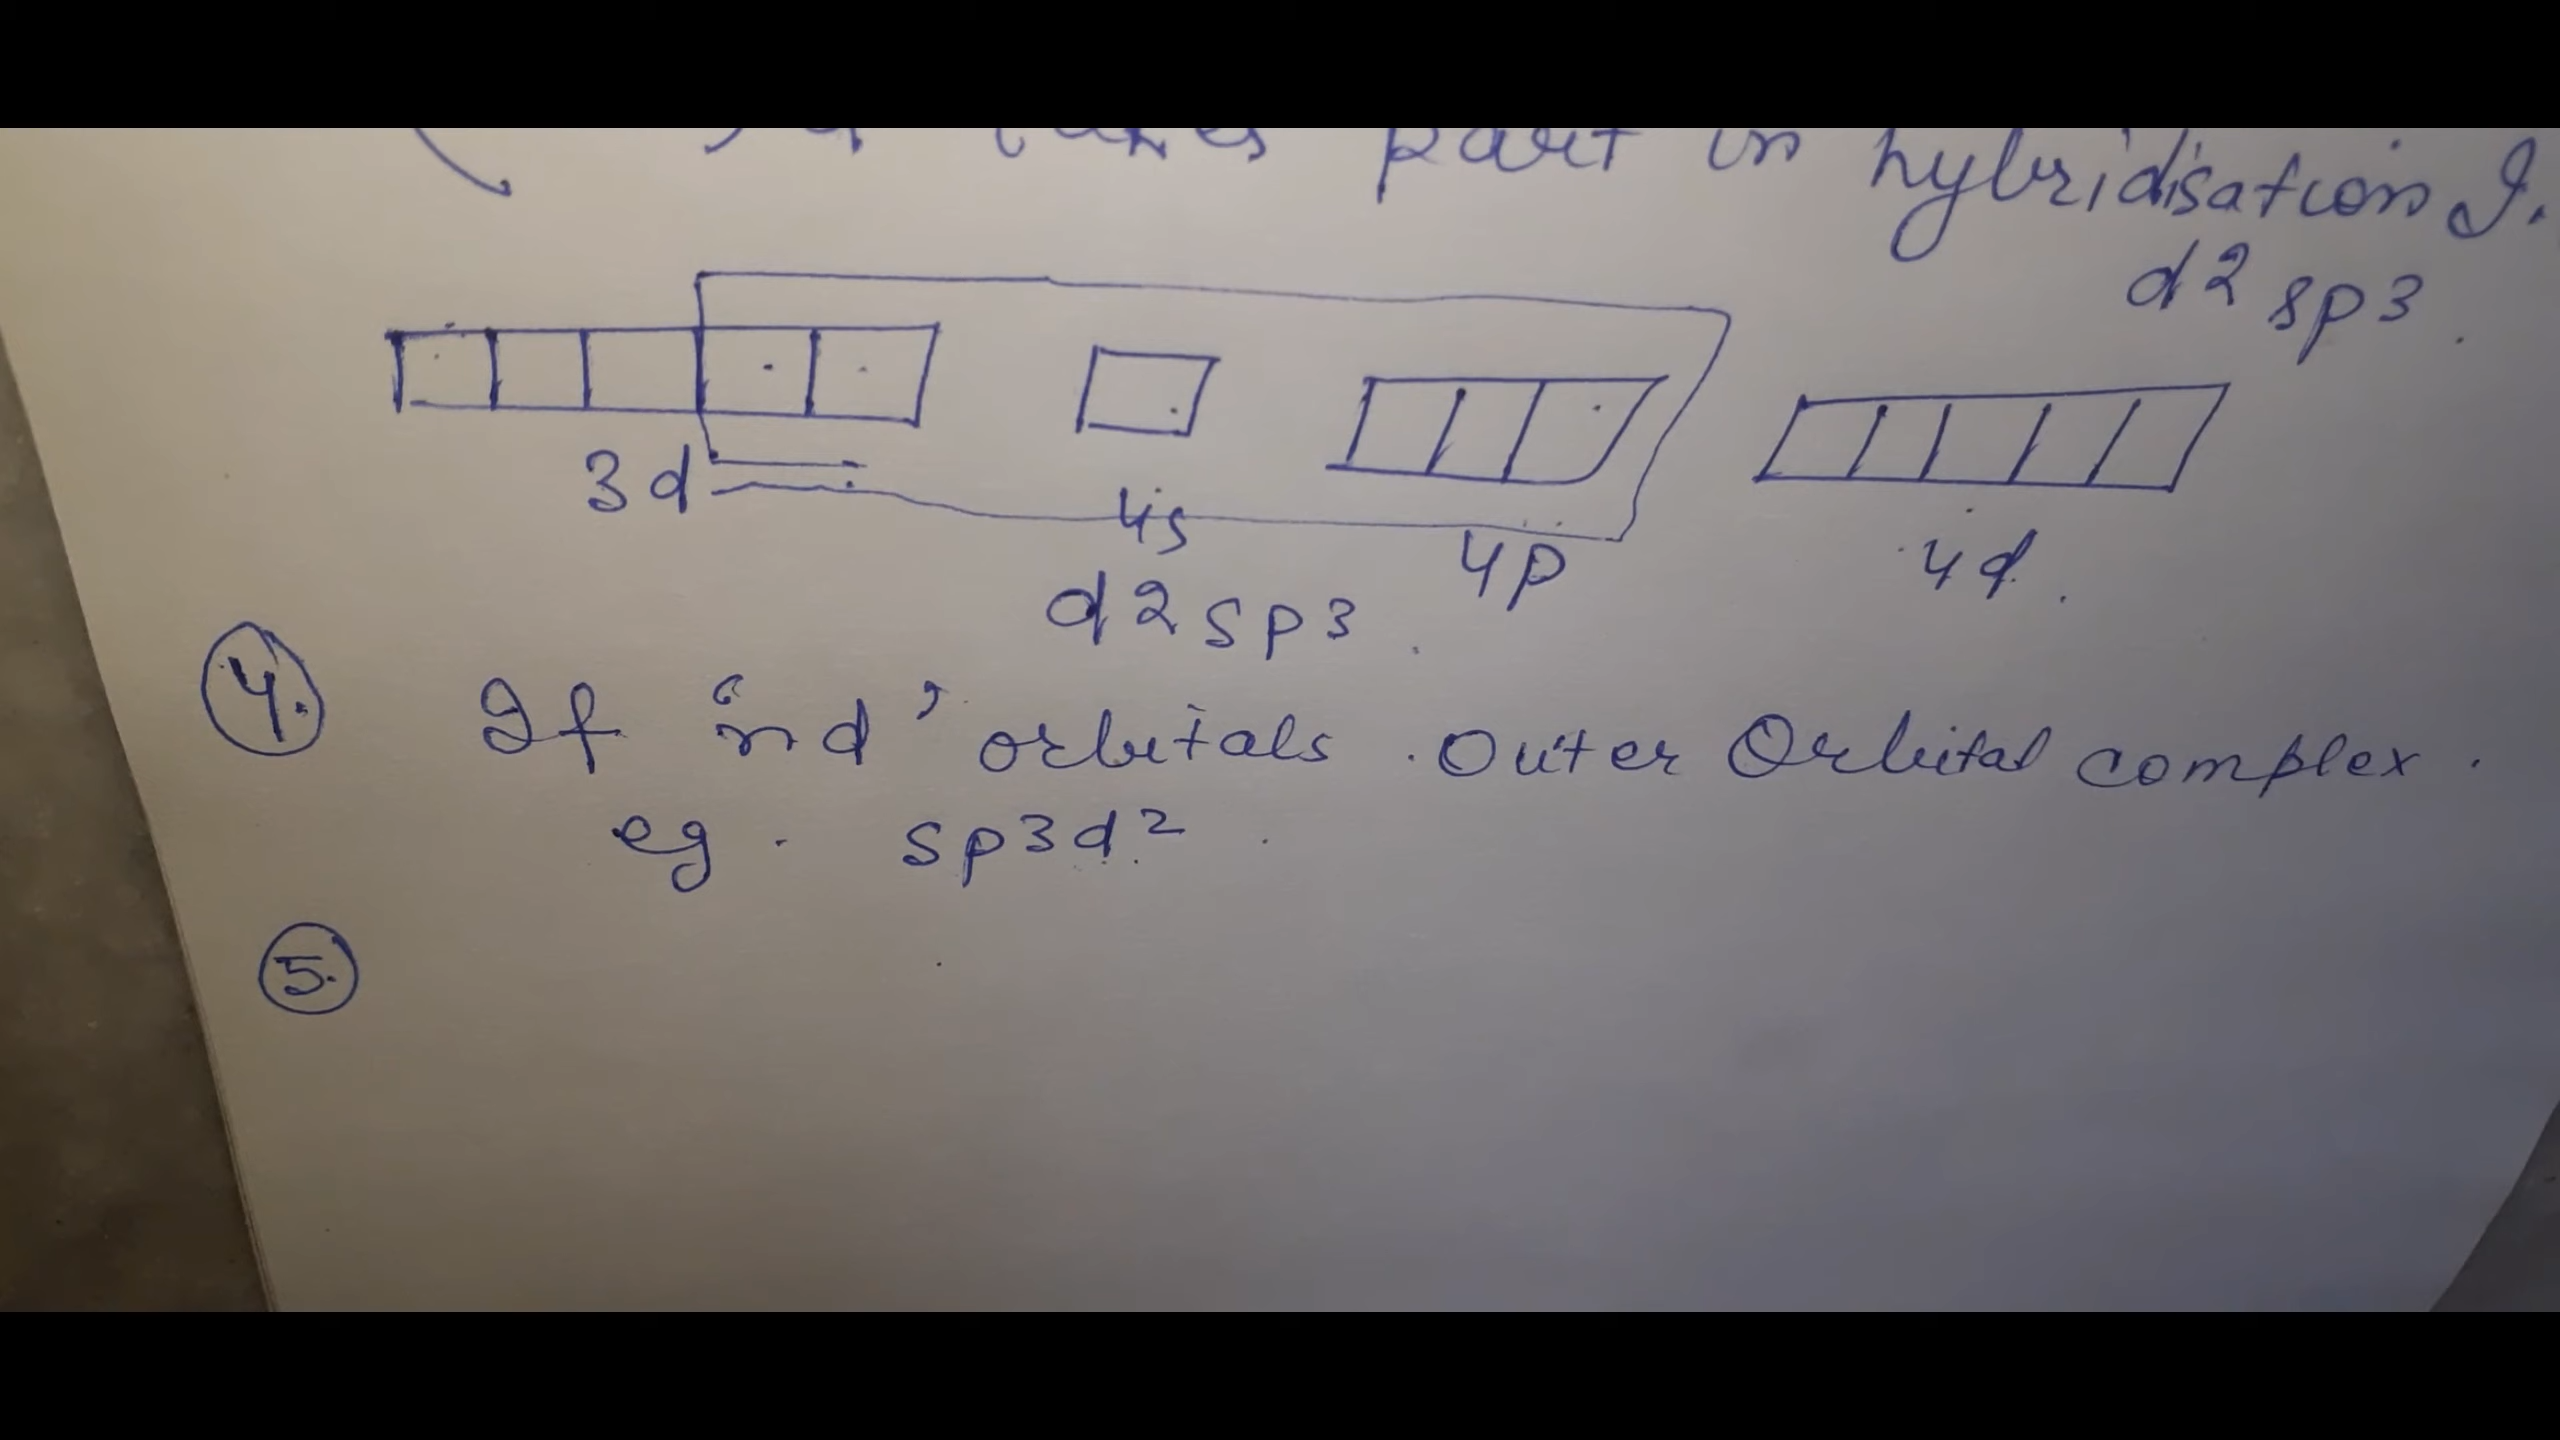 part in hybridisation I.
d2sp3.
3d 4s 4p 4d.
d2sp3.
4. If 'nd' orbitals. Outer Orbital complex.
eg. sp3d2.
5.